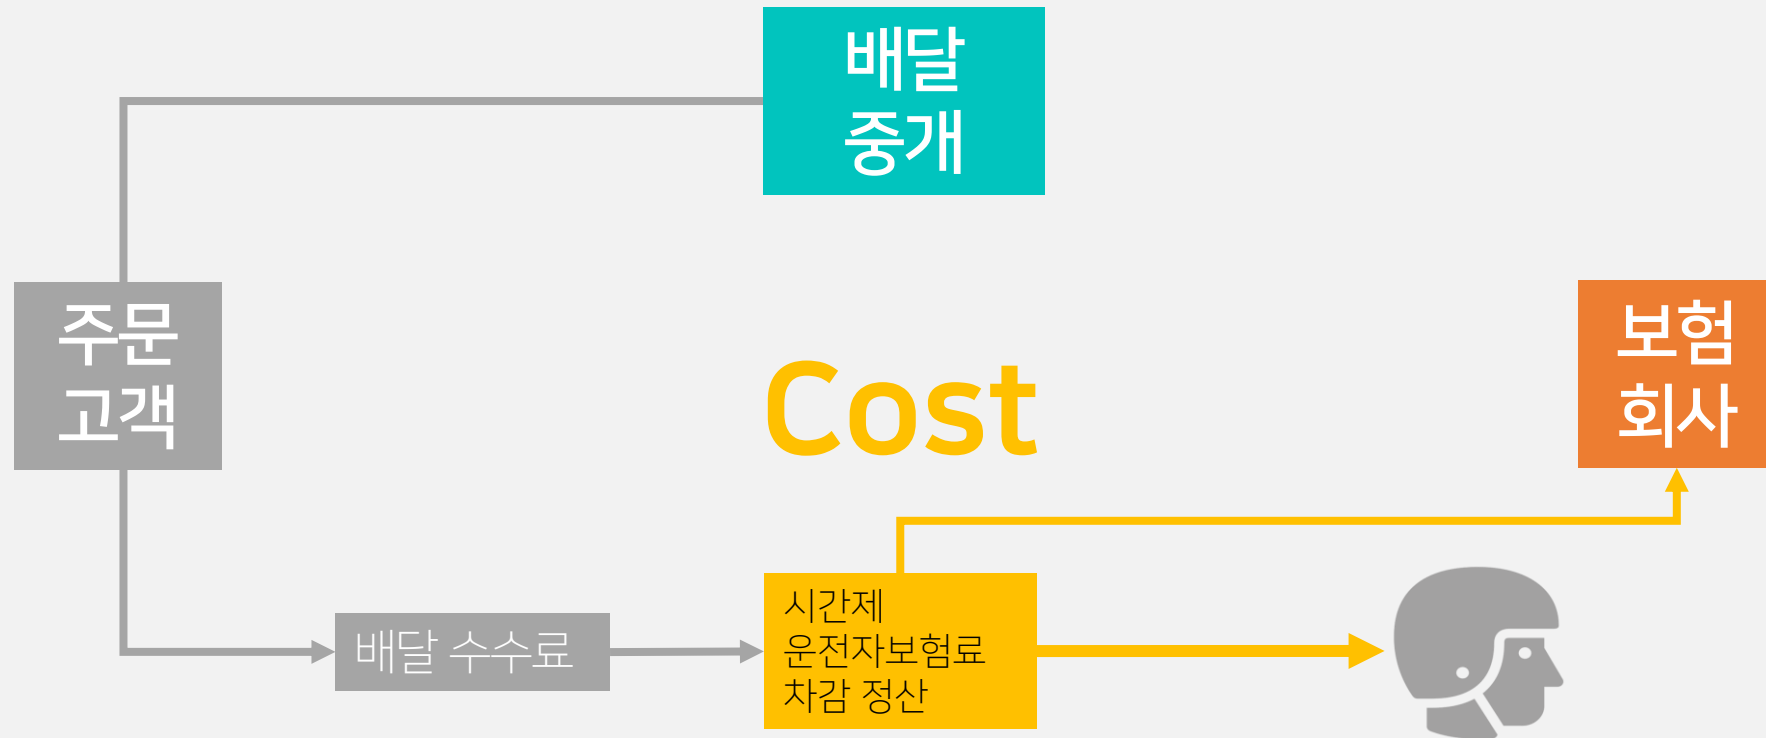 배달
중개
주문
고객
보험
회사
Cost
배달 수수료
시간제
운전자보험료
차감 정산